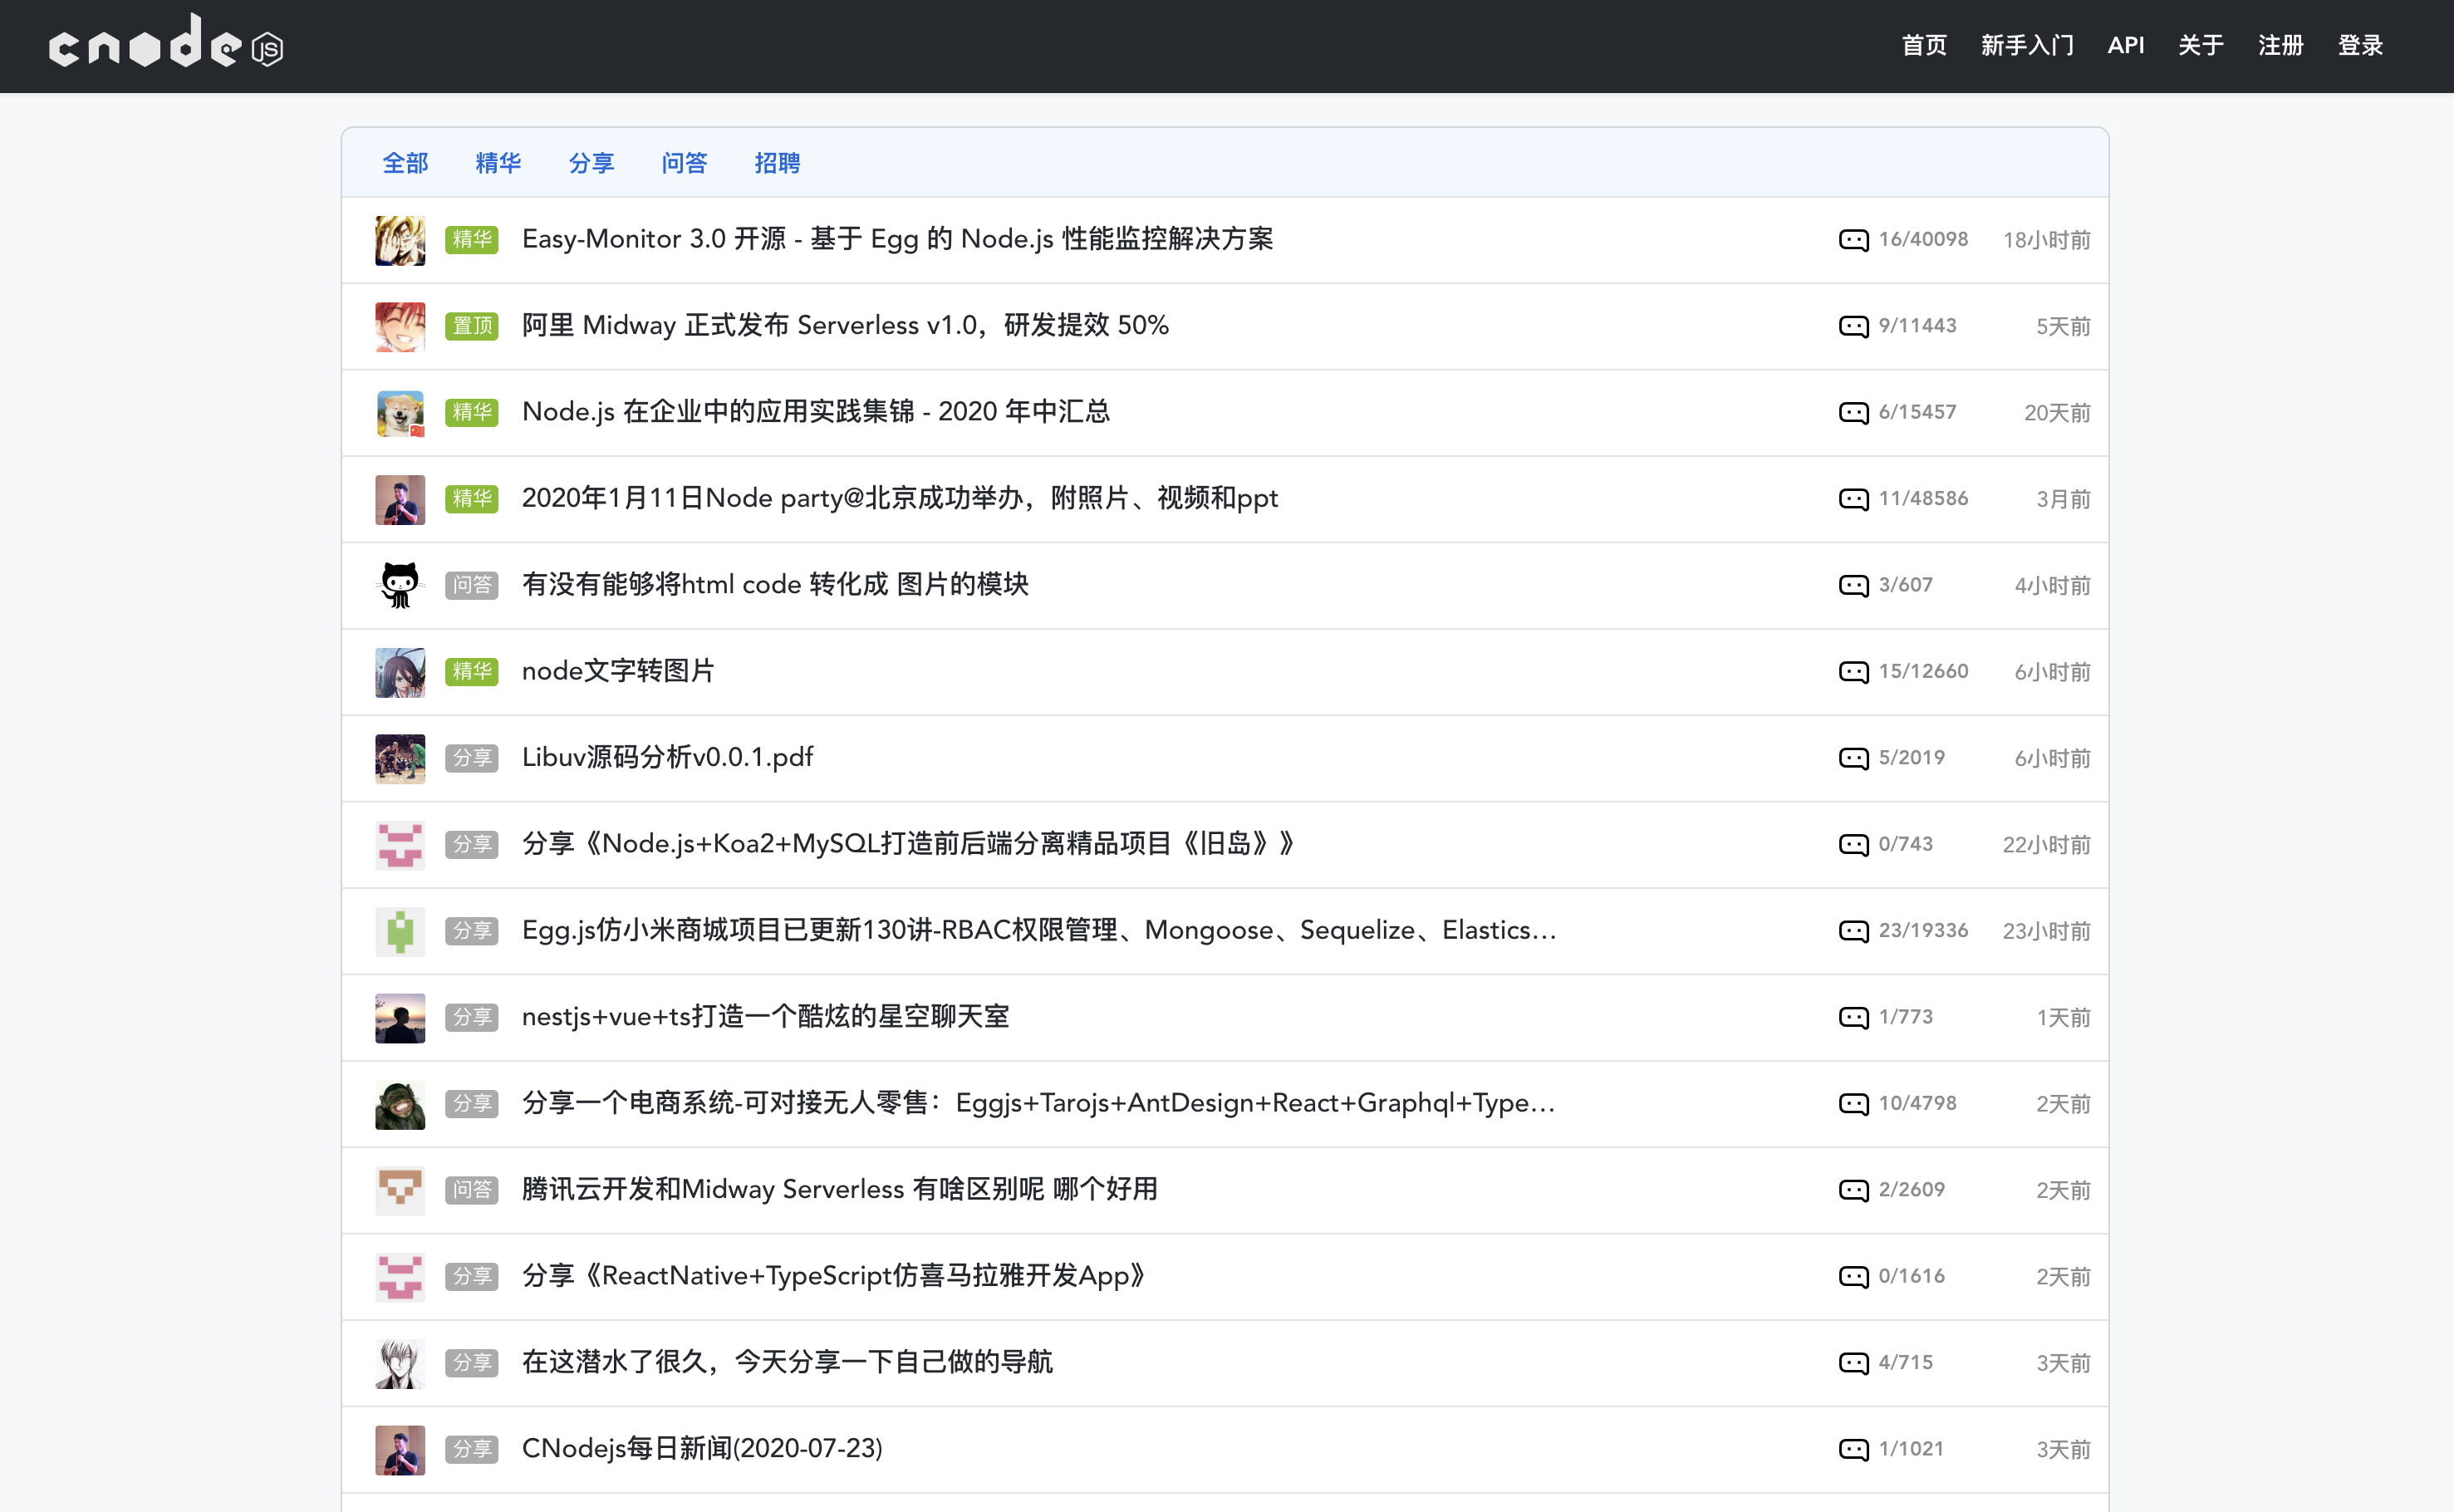 cnode JS
首页 新手入门 API 关于 注册 登录
全部 精华 分享 问答 招聘
精华 Easy-Monitor 3.0 开源 - 基于 Egg 的 Node.js 性能监控解决方案 16/40098 18小时前
置顶 阿里 Midway 正式发布 Serverless v1.0，研发提效 50% 9/11443 5天前
精华 Node.js 在企业中的应用实践集锦 - 2020 年中汇总 6/15457 20天前
精华 2020年1月11日Node party@北京成功举办，附照片、视频和ppt 11/48586 3月前
问答 有没有能够将html code 转化成 图片的模块 3/607 4小时前
精华 node文字转图片 15/12660 6小时前
分享 Libuv源码分析v0.0.1.pdf 5/2019 6小时前
分享 分享《Node.js+Koa2+MySQL打造前后端分离精品项目《旧岛》》 0/743 22小时前
分享 Egg.js仿小米商城项目已更新130讲-RBAC权限管理、Mongoose、Sequelize、Elastics... 23/19336 23小时前
分享 nestjs+vue+ts打造一个酷炫的星空聊天室 1/773 1天前
分享 分享一个电商系统-可对接无人零售：Eggjs+Tarojs+AntDesign+React+Graphql+Type... 10/4798 2天前
问答 腾讯云开发和Midway Serverless 有啥区别呢 哪个好用 2/2609 2天前
分享 分享《ReactNative+TypeScript仿喜马拉雅开发App》 0/1616 2天前
分享 在这潜水了很久，今天分享一下自己做的导航 4/715 3天前
分享 CNodejs每日新闻(2020-07-23) 1/1021 3天前